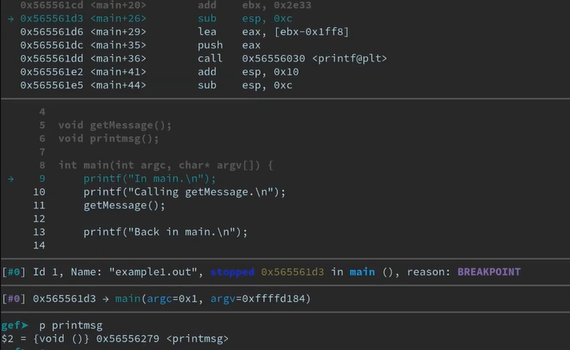 0x565561cd <main+20> add ebx, 0x2e33
→ 0x565561d3 <main+26> sub esp, 0xc
0x565561d6 <main+29> lea eax, [ebx-0x1ff8]
0x565561dc <main+35> push eax
0x565561dd <main+36> call 0x56556030 <printf@plt>
0x565561e2 <main+41> add esp, 0x10
0x565561e5 <main+44> sub esp, 0xc
4
5 void getMessage();
6 void printmsg();
7
8 int main(int argc, char* argv[]) {
→ 9 printf("In main.\n");
10 printf("Calling getMessage.\n");
11 getMessage();
12
13 printf("Back in main.\n");
14
[#0] Id 1, Name: "example1.out", stopped 0x565561d3 in main (), reason: BREAKPOINT
[#0] 0x565561d3 → main(argc=0x1, argv=0xffffd184)
gef➤ p printmsg
$2 = {void ()} 0x56556279 <printmsg>